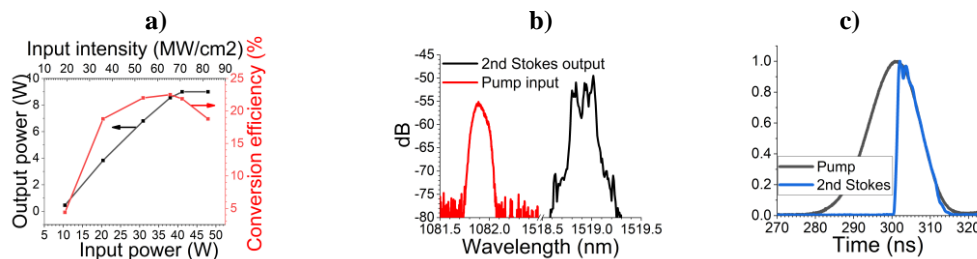 a)
Input intensity (MW/cm2)
10 20 30 40 50 60 70 80 90
Output power (W)
10
8
6
4
2
0
25
20
15
10
5
Conversion efficiency (%
5 10 15 20 25 30 35 40 45 50
Input power (W)
b)
2nd Stokes output
Pump input
dB
-45
-50
-55
-60
-65
-70
-75
-80
1081.5 1082.0 1518.5 1519.0 1519.5
Wavelength (nm)
c)
Pump
2nd Stokes
1.0
0.8
0.6
0.4
0.2
0.0
270 280 290 300 310 320
Time (ns)